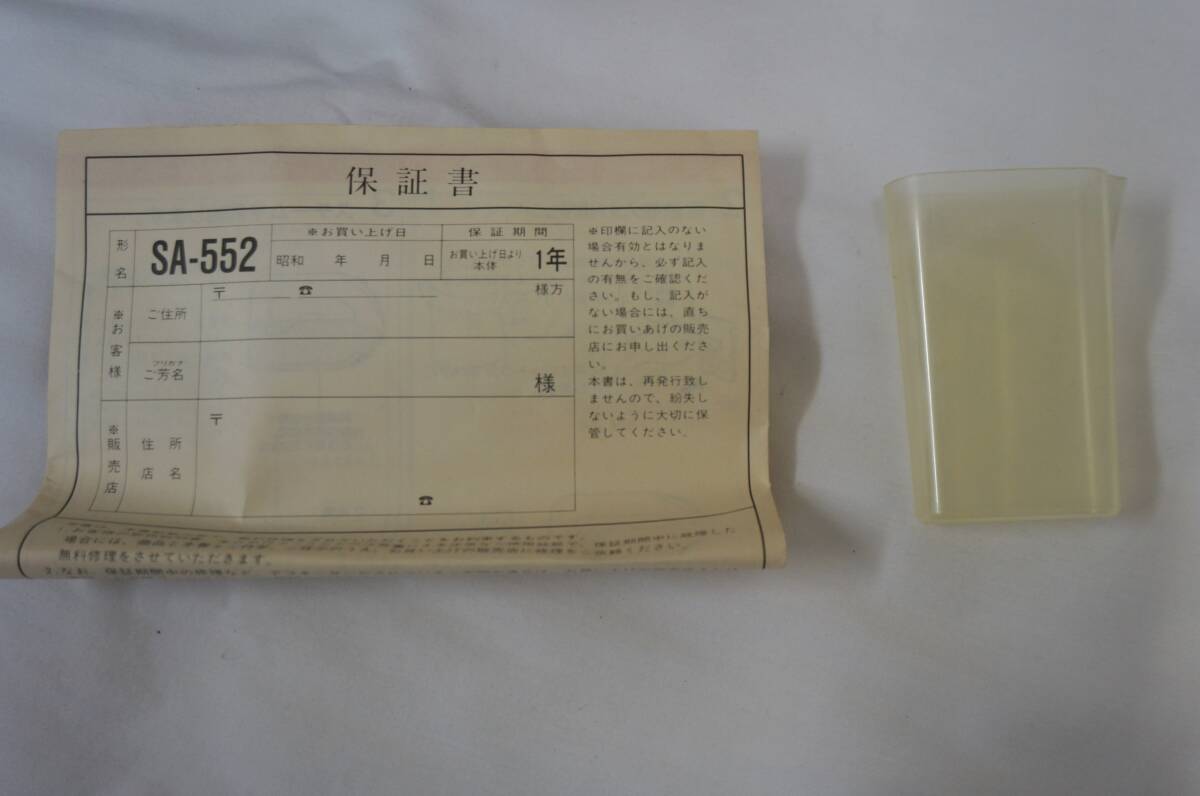 保証書
形名 SA-552
※お買い上げ日
昭和 年 月 日
保証期間
お買い上げ日より
本体 1年
※お客様
ご住所
〒 ☎
様方
フリガナ
ご芳名
様
※販売店
住所
店名
〒
☎
※印欄に記入のない
場合有効とはなりま
せんから、必ず記入
の有無をご確認くだ
さい。もし、記入が
ない場合には、直ち
にお買いあげの販売
店にお申し出くださ
い。
本書は、再発行致し
ませんので、紛失し
ないように大切に保
管してください。
無料修理をさせていただきます。